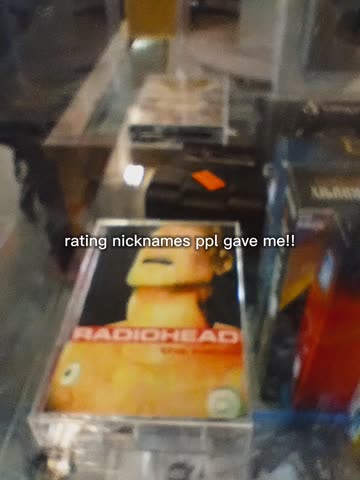 rating nicknames ppl gave me!!
RADIOHEAD